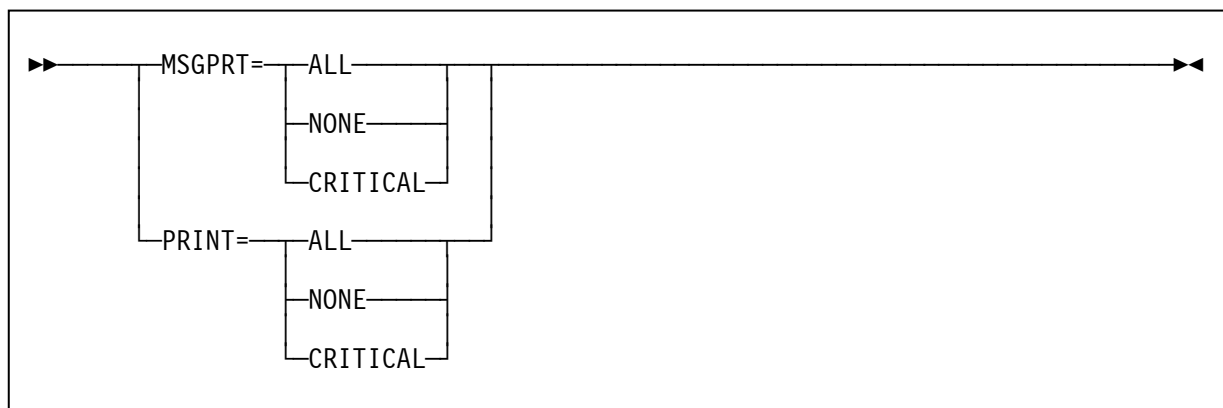 MSGPRT= ALL
NONE
CRITICAL
PRINT= ALL
NONE
CRITICAL